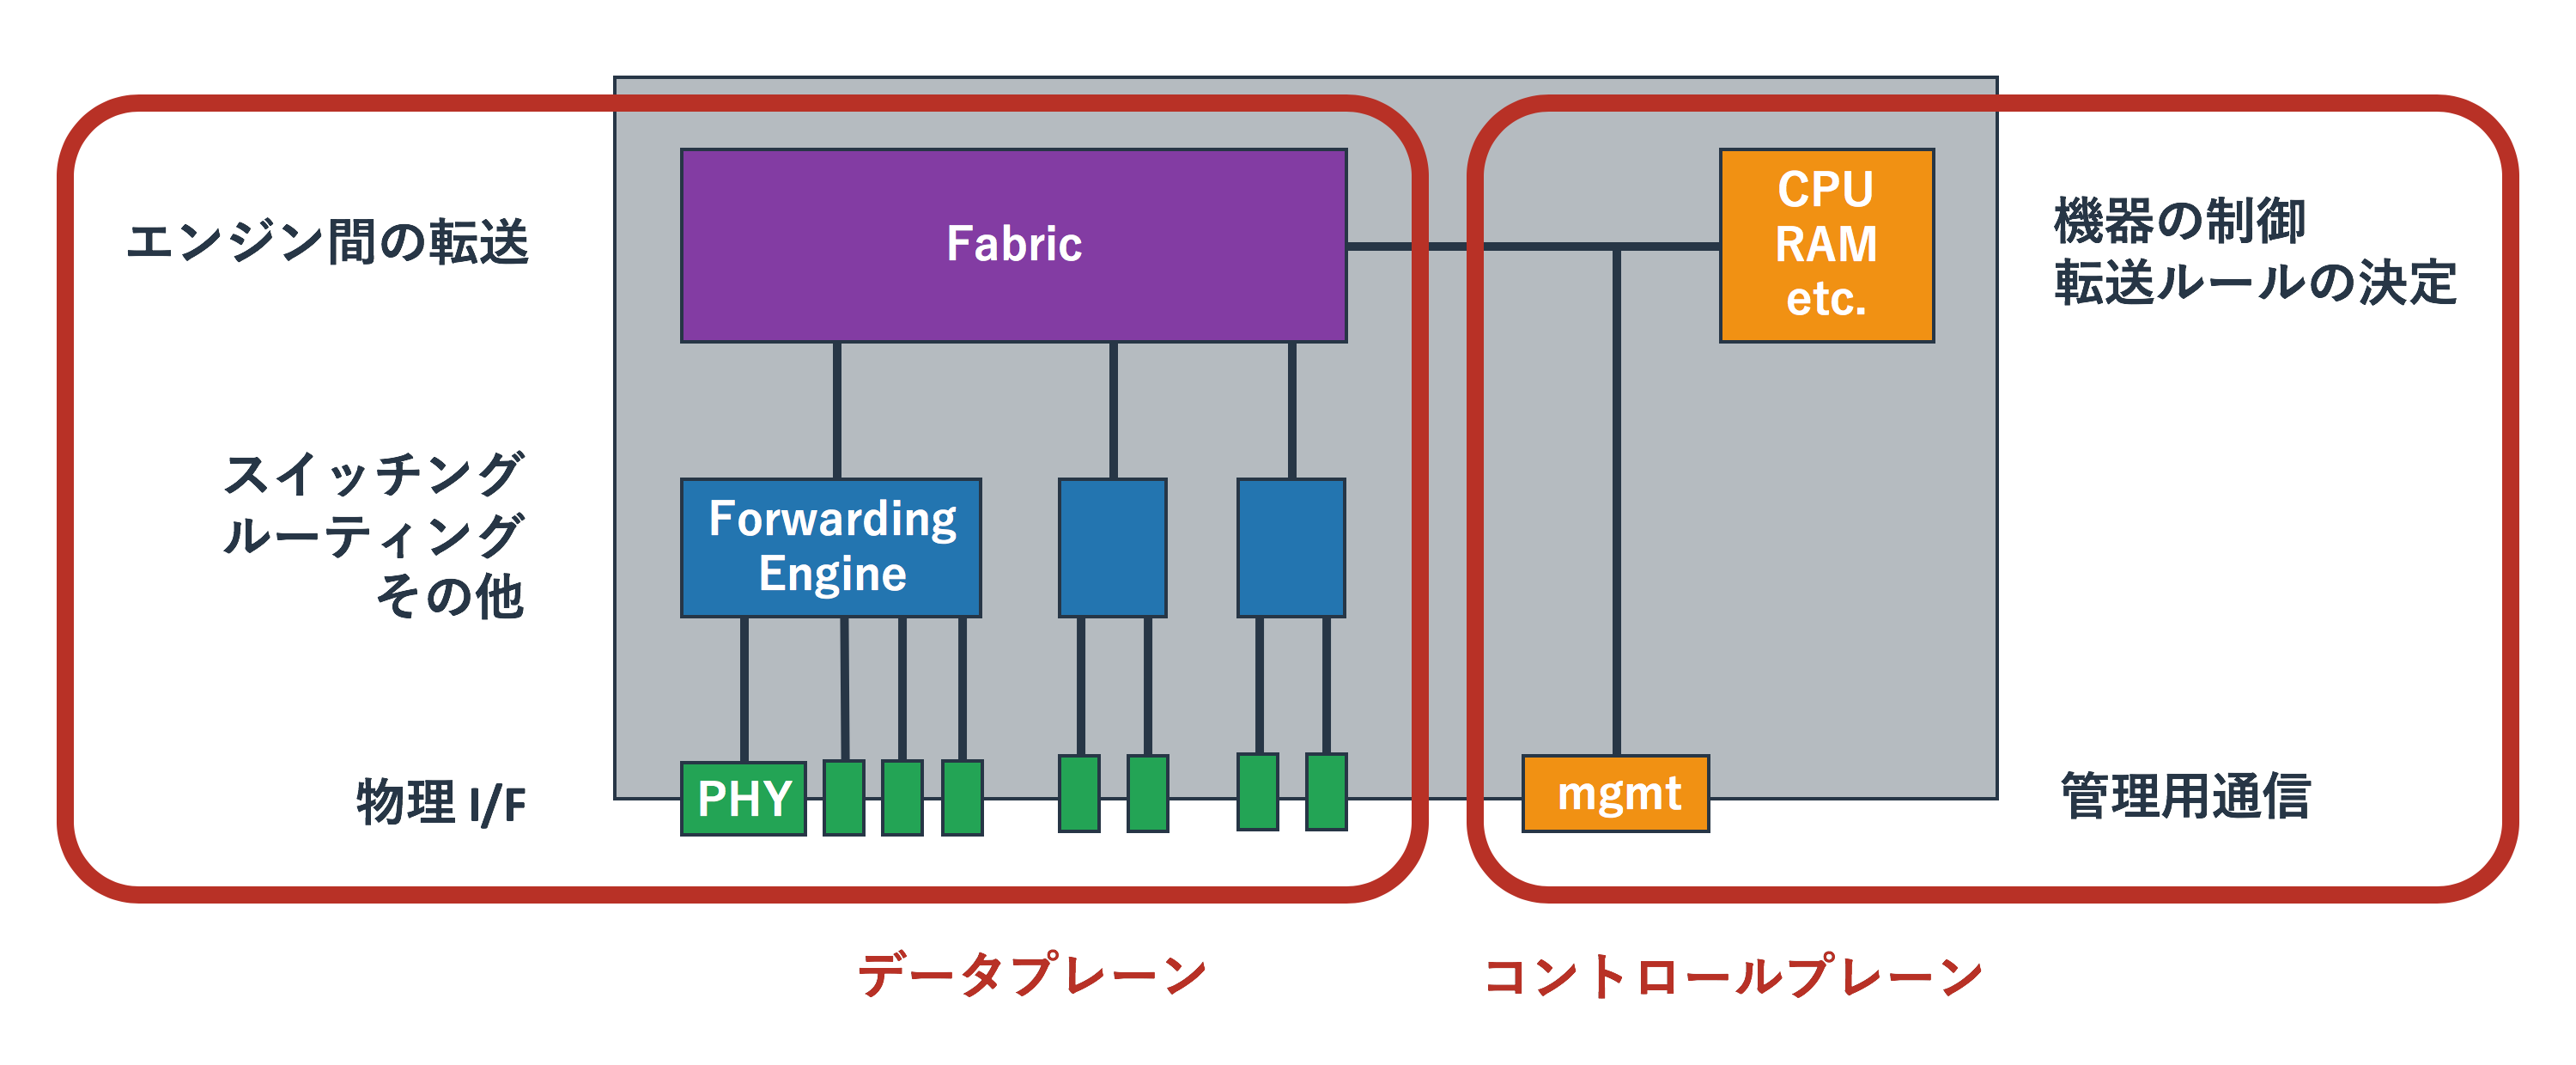 エンジン間の転送
Fabric
CPU
RAM
etc.
機器の制御
転送ルールの決定
スイッチング
ルーティング
その他
Forwarding
Engine
物理 I/F
PHY
mgmt
管理用通信
データプレーン
コントロールプレーン